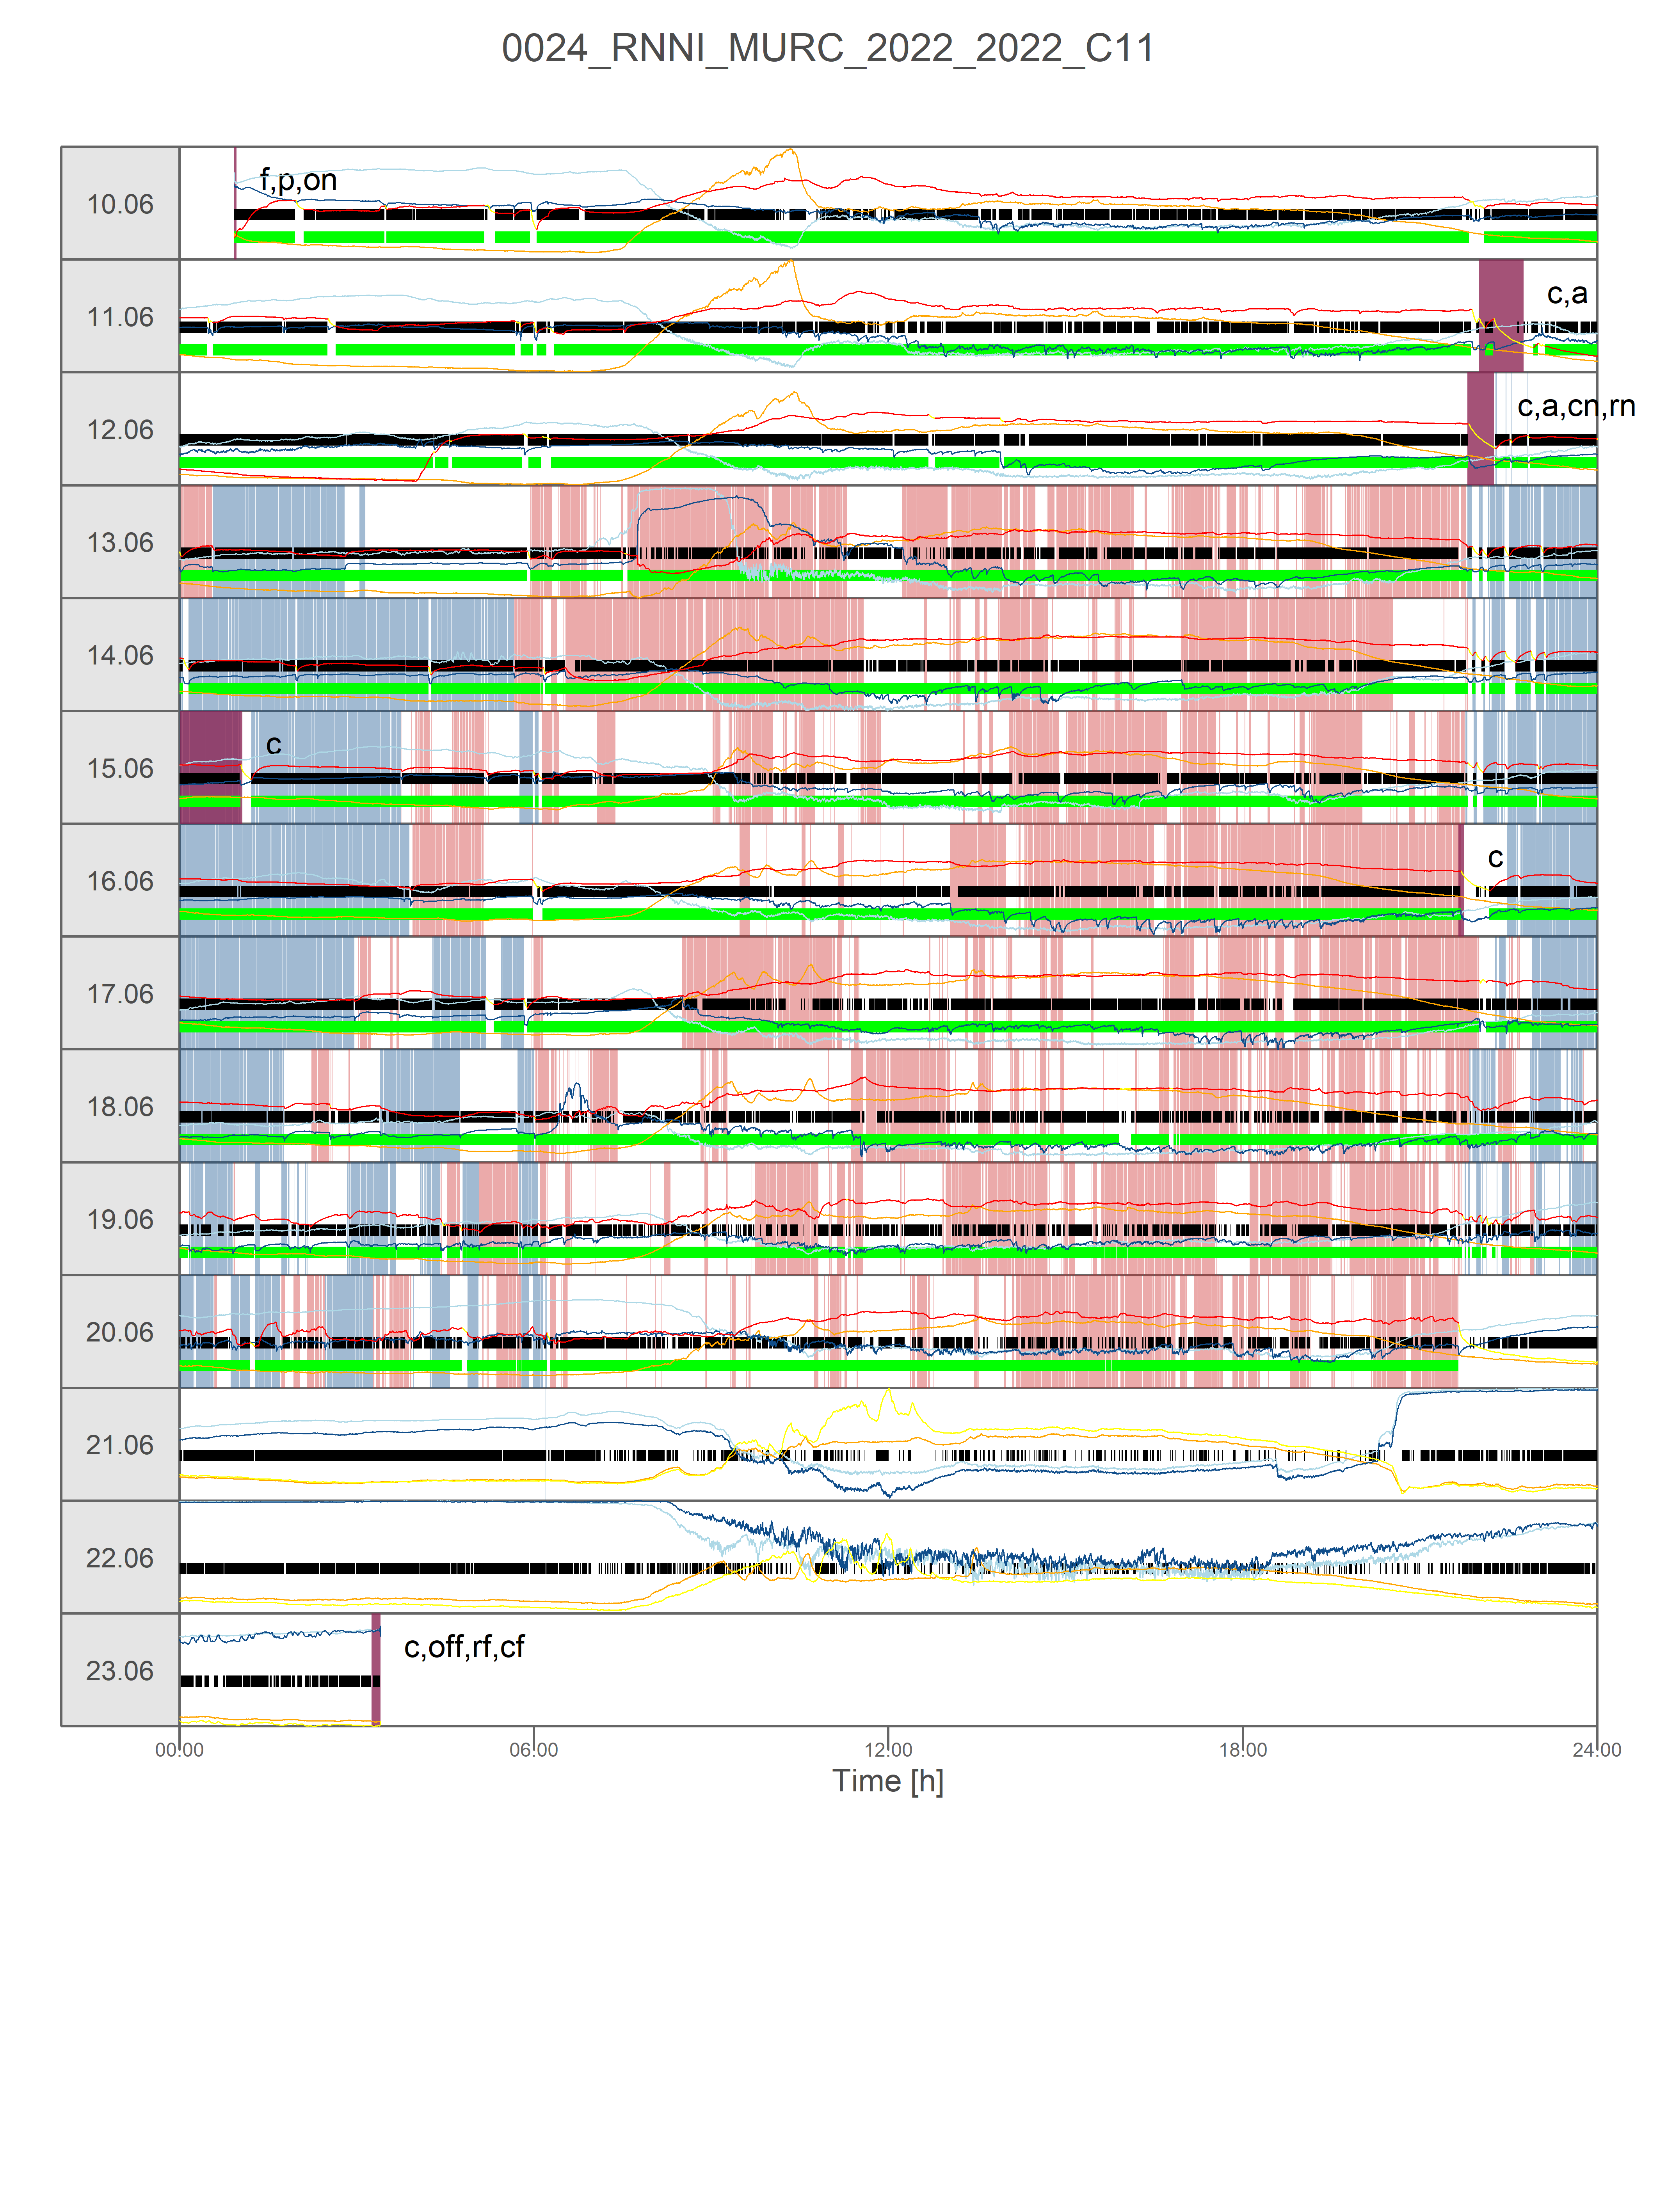 0024_RNNI_MURC_2022_2022_C11
10.06
f,p,on
11.06
c,a
12.06
c,a,cn,rn
13.06
14.06
15.06
c
16.06
c
17.06
18.06
19.06
20.06
21.06
22.06
23.06
c,off,rf,cf
00:00 06:00 12:00 18:00 24:00
Time [h]